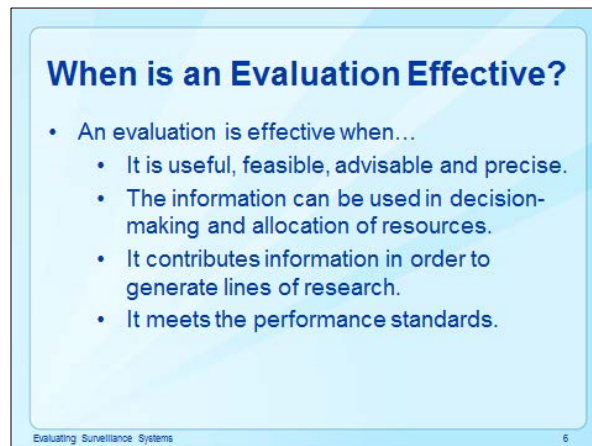 When is an Evaluation Effective?
• An evaluation is effective when…
• It is useful, feasible, advisable and precise.
• The information can be used in decision-
making and allocation of resources.
• It contributes information in order to
generate lines of research.
• It meets the performance standards.
Evaluating Surveillance Systems
6